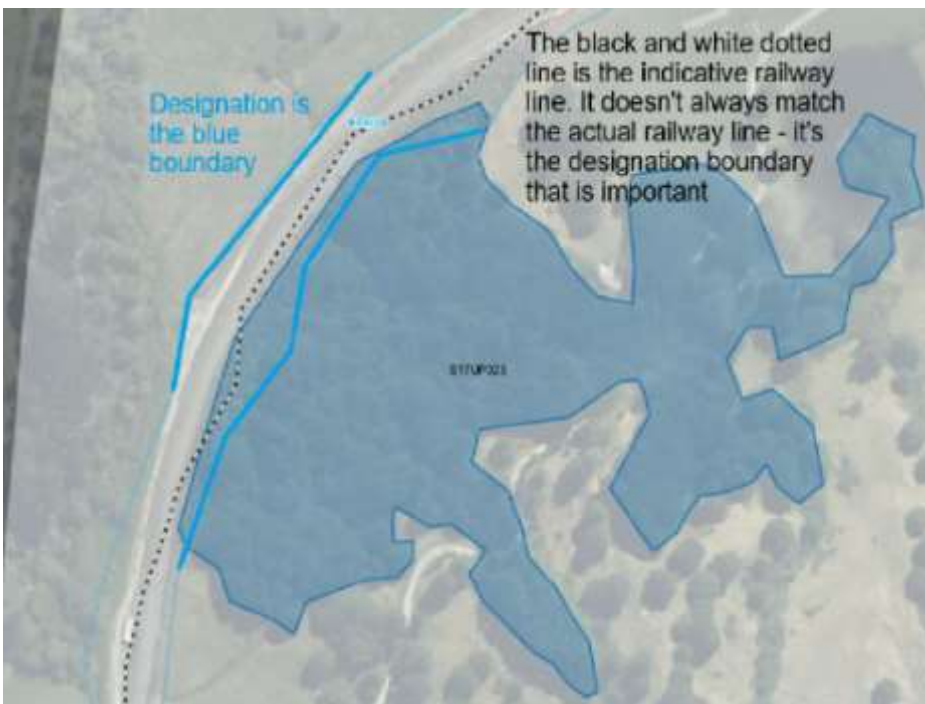 Designation is
the blue
boundary
The black and white dotted
line is the indicative railway
line. It doesn't always match
the actual railway line - it's
the designation boundary
that is important